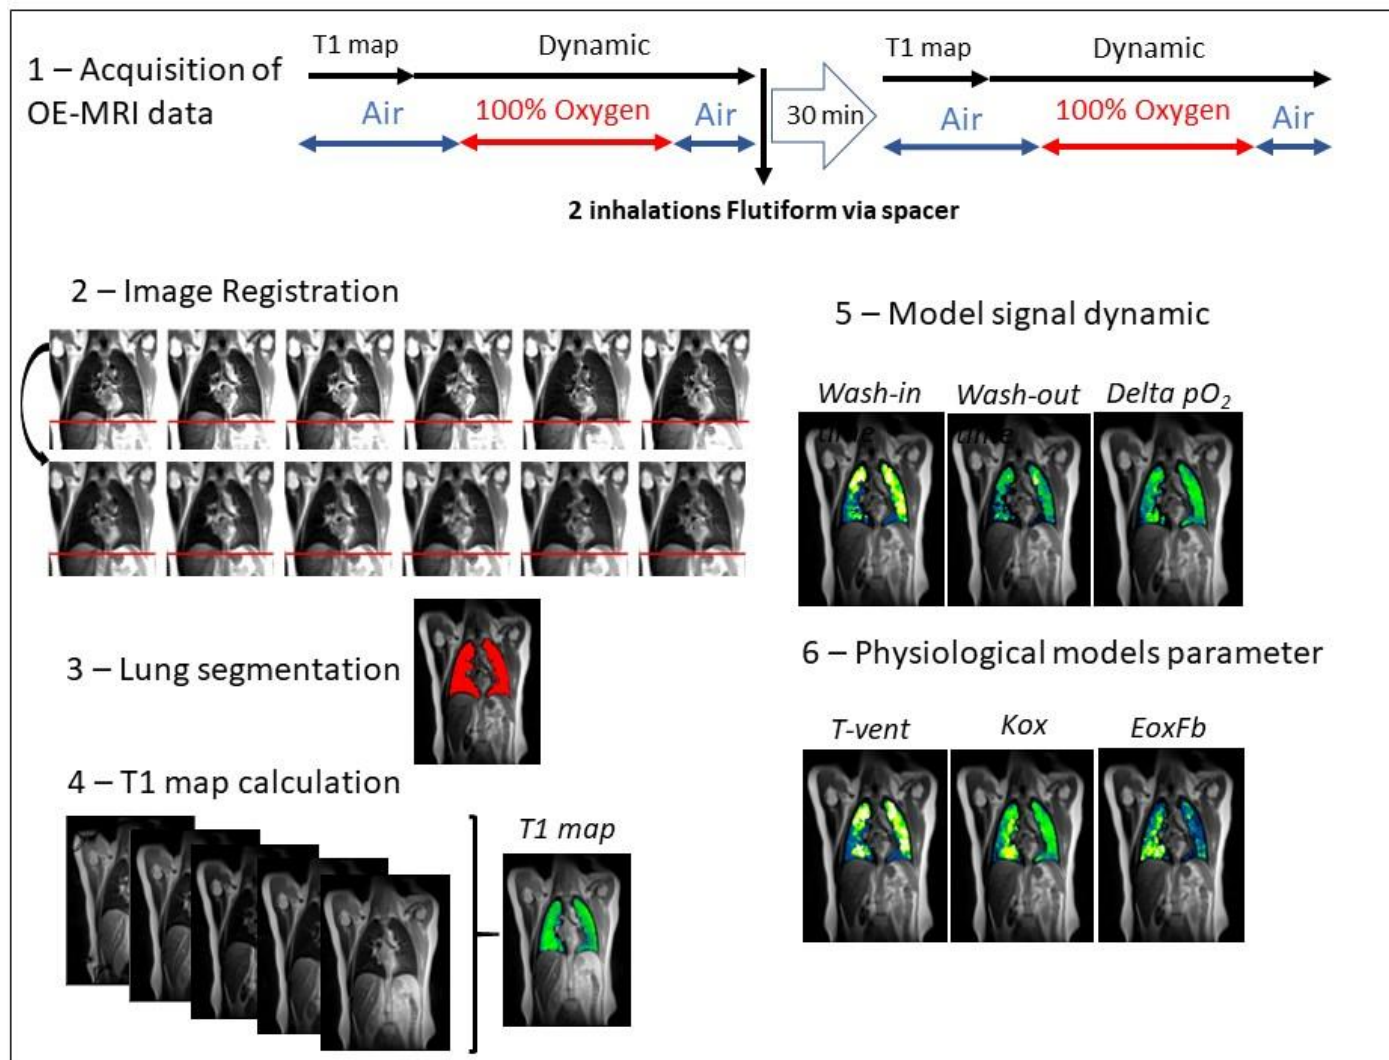 T1 map
Dynamic
T1 map
Dynamic
1 – Acquisition of
OE-MRI data
Air
100% Oxygen
Air
30 min
Air
100% Oxygen
Air
2 inhalations Flutiform via spacer
2 – Image Registration
5 – Model signal dynamic
Wash-in
time
Wash-out
time
Delta pO₂
3 – Lung segmentation
6 – Physiological models parameter
T-vent
Kox
EoxFb
4 – T1 map calculation
T1 map